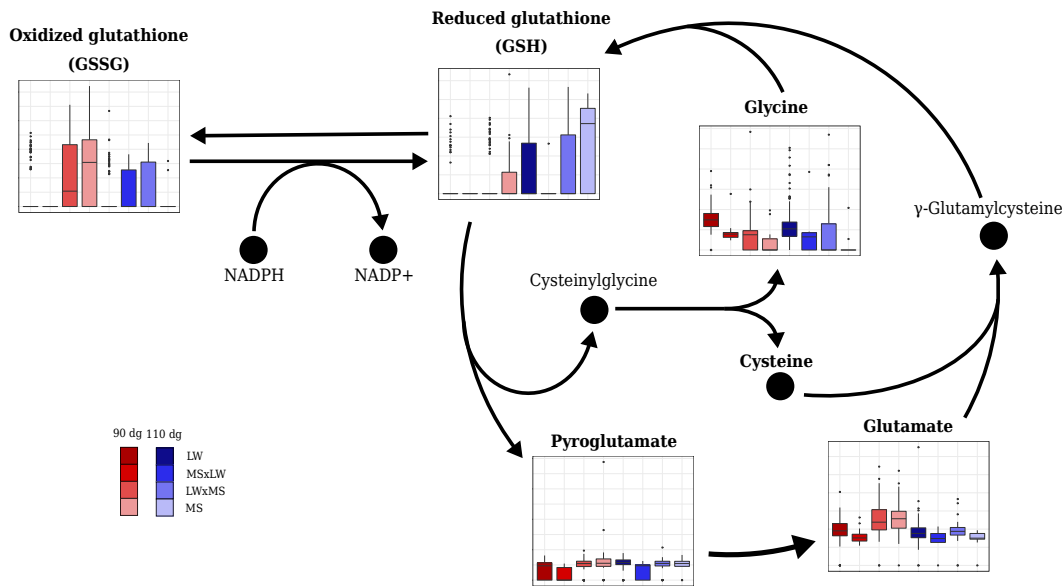 Oxidized glutathione
(GSSG)
Reduced glutathione
(GSH)
Glycine
γ-Glutamylcysteine
NADPH
NADP+
Cysteinylglycine
Cysteine
Pyroglutamate
Glutamate
90 dg 110 dg
LW
MSxLW
LWxMS
MS